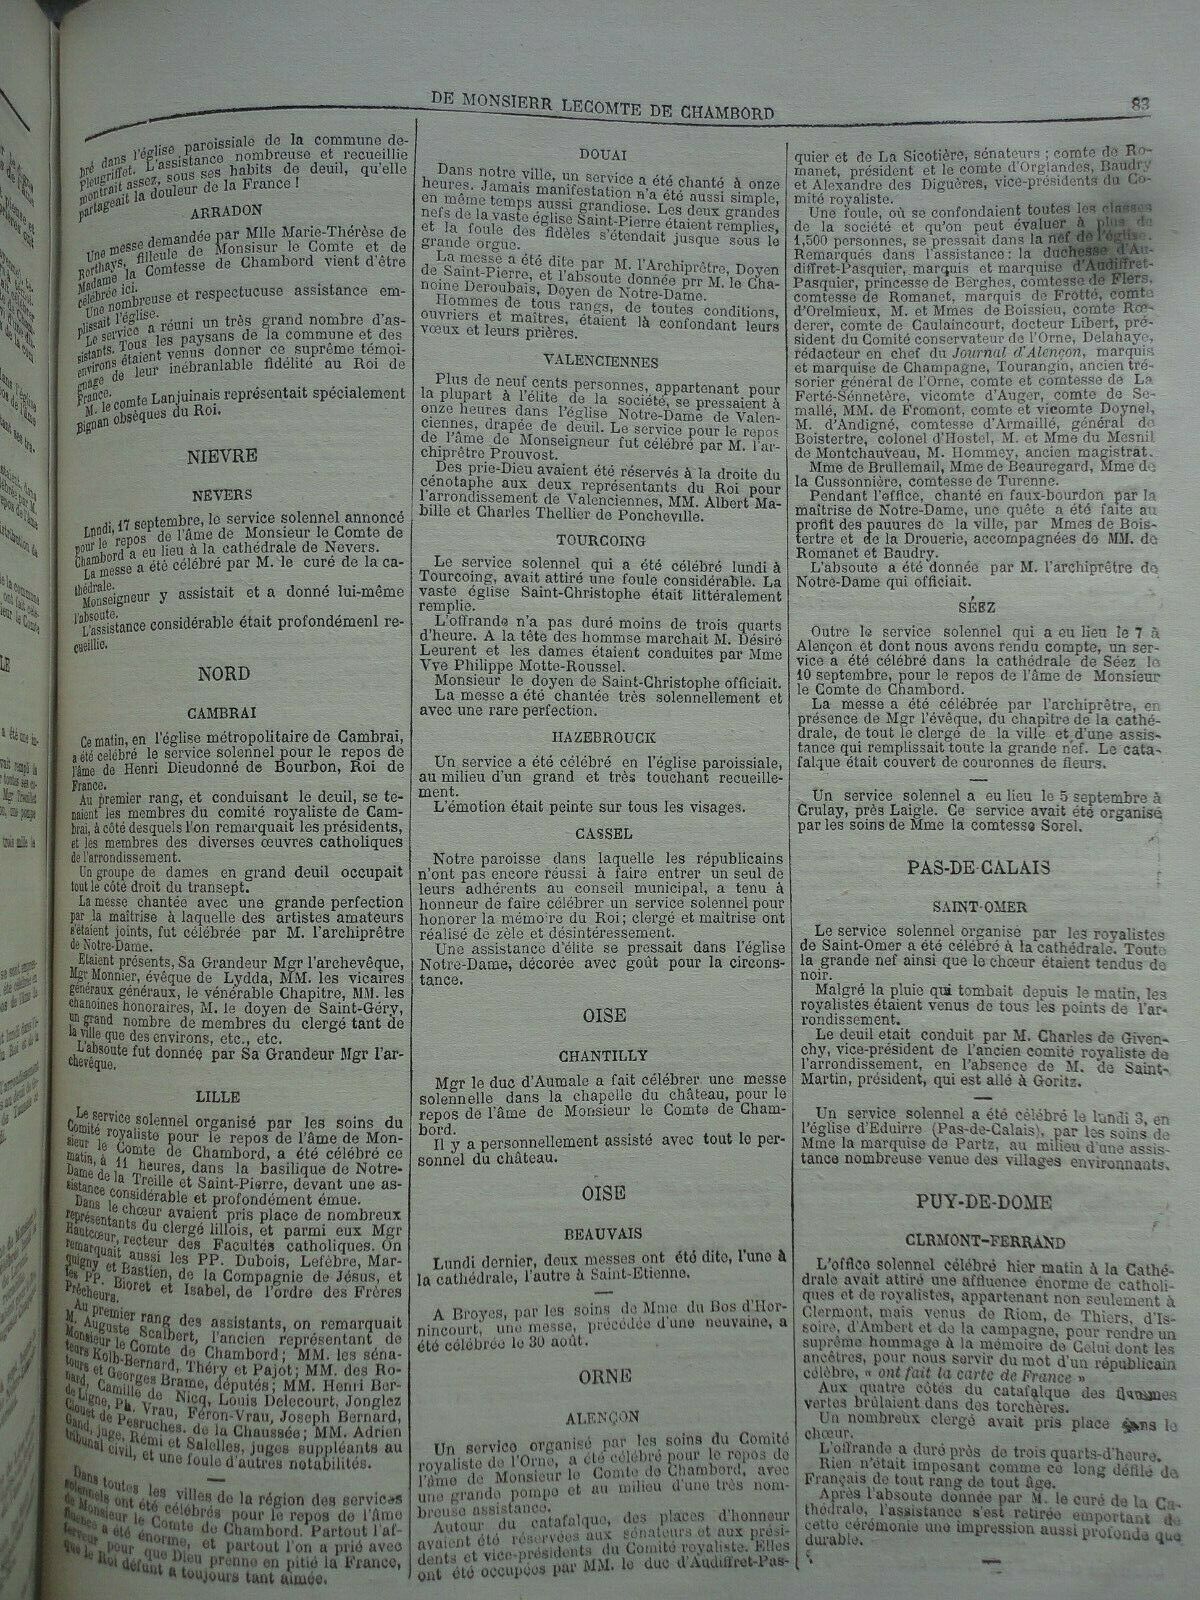 DE MONSIERR LECOMTE DE CHAMBORD
83
bré dans l'église paroissiale de la commune de-
Pleugriffet. L'assistance nombreuse et recueillie
montrait assez, sous ses habits de deuil, qu'elle
partageait la douleur de la France !
ARRADON
Une messe demandée par Mlle Marie-Thérèse de
Rorthays, filleule de Monsieur le Comte et de
Madame la Comtesse de Chambord vient d'être
célébrée ici.
Une nombreuse et respectueuse assistance em-
plissait l'église.
Le service a réuni un très grand nombre d'as-
sistants. Tous les paysans de la commune et des
environs étaient venus donner ce suprême témoi-
gnage de leur inébranlable fidélité au Roi de
France.
M. le comte Lanjuinais représentait spécialement
Bignan obsèques du Roi.
NIEVRE
NEVERS
Lnndi, 17 septembre, le service solennel annoncé
pour le repos de l'âme de Monsieur le Comte de
Chambord a eu lieu à la cathédrale de Nevers.
La messe a été célébré par M. le curé de la ca-
thédrale.
Monseigneur y assistait et a donné lui-même
l'absoute.
L'assistance considérable était profondémenl re-
cueillie.
NORD
CAMBRAI
Ce matin, en l'église métropolitaine de Cambrai,
a été célébré le service solennel pour le repos de
l'âme de Henri Dieudonné de Bourbon, Roi de
France.
Au premier rang, et conduisant le deuil, se te-
naient les membres du comité royaliste de Cam-
brai, à côté desquels l'on remarquait les présidents,
et les membres des diverses œuvres catholiques
de l'arrondissement.
Un groupe de dames en grand deuil occupait
tout le côté droit du transept.
La messe chantée avec une grande perfection
par la maîtrise à laquelle des artistes amateurs
s'étaient joints, fut célébrée par M. l'archiprêtre
de Notre-Dame.
Etaient présents, Sa Grandeur Mgr l'archevêque,
Mgr Monnier, évêque de Lydda, MM. les vicaires
généraux généraux, le vénérable Chapitre, MM. les
chanoines honoraires, M. le doyen de Saint-Géry,
un grand nombre de membres du clergé tant de
la ville que des environs, etc., etc.
L'absoute fut donnée par Sa Grandeur Mgr l'ar-
chevêque.
LILLE
Le service solennel organisé par les soins du
Comité royaliste pour le repos de l'âme de Mon-
sieur le Comte de Chambord, a été célébré ce
matin, à 11 heures, dans la basilique de Notre-
Dame de la Treille et Saint-Pierre, devant une as-
sistance considérable et profondément émue.
Dans le chœur avaient pris place de nombreux
représentants du clergé lillois, et parmi eux Mgr
Hautcœur, recteur des Facultés catholiques. On
remarquait aussi les PP. Dubois, Lefèbre, Mar-
quigny et Bastien, de la Compagnie de Jésus, et
les PP. Bioret et Isabel, de l'ordre des Frères
Prêcheurs.
Au premier rang des assistants, on remarquait
M. Auguste Scalbert, l'ancien représentant de
Monsieur le Comte de Chambord; MM. les séna-
teurs Kolb-Bernard, Théry et Pajot; MM. des Ro-
tours et Georges Brame, députés; MM. Henri Ber-
nard, Camille de Nicq, Louis Delecourt, Jonglez
de Ligne, Ph. Vrau, Féron-Vrau, Joseph Bernard,
Clouet de Pesruches, de la Chaussée; MM. Adrien
Gand, juge, Rémi et Salelles, juges suppléants au
tribunal civil, et une foule d'autres notabilités.
Dans toutes les villes de la région des services
solennels ont été célébrés pour le repos de l'âme
de Monsieur le Comte de Chambord. Partout l'af-
fluence a été énorme, et partout l'on a prié avec
ferveur pour que Dieu prenne en pitié la France,
que le Roi défunt a toujours tant aimée.
DOUAI
Dans notre ville, un service a été chanté à onze
heures. Jamais manifestation n'a été aussi simple,
en même temps aussi grandiose. Les deux grandes
nefs de la vaste église Saint-Pierre étaient remplies,
et la foule des fidèles s'étendait jusque sous le
grande orgue.
La messe a été dite par M. l'Archiprêtre, Doyen
de Saint-Pierre, et l'absoute donnée prr M. le Cha-
noine Deroubais, Doyen de Notre-Dame.
Hommes de tous rangs, de toutes conditions,
ouvriers et maîtres, étaient là confondant leurs
vœux et leurs prières.
VALENCIENNES
Plus de neuf cents personnes, appartenant pour
la plupart à l'élite de la société, se pressaient à
onze heures dans l'église Notre-Dame de Valen-
ciennes, drapée de deuil. Le service pour le repos
de l'âme de Monseigneur fut célébré par M. l'ar-
chiprêtre Prouvost.
Des prie-Dieu avaient été réservés à la droite du
cénotaphe aux deux représentants du Roi pour
l'arrondissement de Valenciennes, MM. Albert Ma-
bille et Charles Thellier de Poncheville.
TOURCOING
Le service solennel qui a été célébré lundi à
Tourcoing, avait attiré une foule considérable. La
vaste église Saint-Christophe était littéralement
remplie.
L'offrande n'a pas duré moins de trois quarts
d'heure. A la tête des hommse marchait M. Désiré
Leurent et les dames étaient conduites par Mme
Vve Philippe Motte-Roussel.
Monsieur le doyen de Saint-Christophe officiait.
La messe a été chantée très solennellement et
avec une rare perfection.
HAZEBROUCK
Un service a été célébré en l'église paroissiale,
au milieu d'un grand et très touchant recueille-
ment.
L'émotion était peinte sur tous les visages.
CASSEL
Notre paroisse dans laquelle les républicains
n'ont pas encore réussi à faire entrer un seul de
leurs adhérents au conseil municipal, a tenu à
honneur de faire célébrer un service solennel pour
honorer la mémoire du Roi; clergé et maîtrise ont
réalisé de zèle et désintéressement.
Une assistance d'élite se pressait dans l'église
Notre-Dame, décorée avec goût pour la circons-
tance.
OISE
CHANTILLY
Mgr le duc d'Aumale a fait célébrer une messe
solennelle dans la chapelle du château, pour le
repos de l'âme de Monsieur le Comte de Cham-
bord.
Il y a personnellement assisté avec tout le per-
sonnel du château.
OISE
BEAUVAIS
Lundi dernier, deux messes ont été dite, l'une à
la cathédrale, l'autre à Saint-Etienne.
A Broyes, par les soins de Mme du Bos d'Hor-
nincourt, une messe, précédée d'une neuvaine, a
été célébrée le 30 août.
ORNE
ALENÇON
Un service organisé par les soins du Comité
royaliste de l'Orne, a été célébré pour le repos de
l'âme de Monsieur le Comte de Chambord, avec
une grande pompe et au milieu d'une très nom-
breuse assistance.
Autour du catafalque, des places d'honneur
avaient été réservées aux sénateurs et aux prési-
dents et vice-présidents du Comité royaliste. Elles
ont été occupées par MM. le duc d'Audiffret-Pas-
quier et de La Sicotière, sénateurs; comte de Ro-
manet, président et le comte d'Orglandes, Baudry
et Alexandre des Diguères, vice-présidents du Co-
mité royaliste.
Une foule, où se confondaient toutes les classes
de la société et qu'on peut évaluer à plus de
1,500 personnes, se pressait dans la nef de l'église.
Remarqués dans l'assistance: la duchesse d'Au-
diffret-Pasquier, marquis et marquise d'Audiffret-
Pasquier, princesse de Berghes, comtesse de Flers,
comtesse de Romanet, marquis de Frotté, comte
d'Orelmieux, M. et Mmes de Boissieu, comte Rœ-
derer, comte de Caulaincourt, docteur Libert, pré-
sident du Comité conservateur de l'Orne, Delahaye,
rédacteur en chef du Journal d'Alençon, marquis
et marquise de Champagne, Tourangin, ancien tré-
sorier général de l'Orne, comte et comtesse de La
Ferté-Sénnetère, vicomte d'Auger, comte de Se-
mallé, MM. de Fromont, comte et vicomte Doynel,
M. d'Andigné, comtesse d'Armaillé, général de
Boistertre, colonel d'Hostel, M. et Mme du Mesnil
de Montchauveau, M. Hommey, ancien magistrat.
Mme de Brullemail, Mme de Beauregard, Mme de
la Cussonnière, comtesse de Turenne.
Pendant l'office, chanté en faux-bourdon par la
maîtrise de Notre-Dame, une quête a été faite au
profit des pauures de la ville, par Mmes de Bois-
tertre et de la Drouerie, accompagnées de MM. de
Romanet et Baudry.
L'absoute a été donnée par M. l'archiprêtre de
Notre-Dame qui officiait.
SÉEZ
Outre le service solennel qui a eu lieu le 7 à
Alençon et dont nous avons rendu compte, un ser-
vice a été célébré dans la cathédrale de Séez le
10 septembre, pour le repos de l'âme de Monsieur
le Comte de Chambord.
La messe a été célébrée par l'archiprêtre, en
présence de Mgr l'évêque, du chapitre de la cathé-
drale, de tout le clergé de la ville et d'une assis-
tance qui remplissait toute la grande nef. Le cata-
falque était couvert de couronnes de fleurs.
Un service solennel a eu lieu le 5 septembre à
Crulay, près Laigle. Ce service avait été organisé
par les soins de Mme la comtesse Sorel.
PAS-DE-CALAIS
SAINT-OMER
Le service solennel organisé par les royalistes
de Saint-Omer a été célébré à la cathédrale. Toute
la grande nef ainsi que le chœur étaient tendus de
noir.
Malgré la pluie qui tombait depuis le matin, les
royalistes étaient venus de tous les points de l'ar-
rondissement.
Le deuil etait conduit par M. Charles de Given-
chy, vice-président de l'ancien comité royaliste de
l'arrondissement, en l'absence de M. de Saint-
Martin, président, qui est allé à Goritz.
Un service solennel a été célébré le lundi 3, en
l'église d'Eduirre (Pas-de-Calais), par les soins de
Mme la marquise de Partz, au milieu d'une assis-
tance nombreuse venue des villages environnants.
PUY-DE-DOME
CLRMONT-FERRAND
L'office solennel célébré hier matin à la Cathé-
drale avait attiré une affluence énorme de catholi-
ques et de royalistes, appartenant non seulement à
Clermont, mais venus de Riom, de Thiers, d'Is-
soire, d'Ambert et de la campagne, pour rendre un
suprême hommage à la mémoire de Celui dont les
ancêtres, pour nous servir du mot d'un républicain
célèbre, « ont fait la carte de France »
Aux quatre côtés du catafalque des flammes
vertes brûlaient dans des torchères.
Un nombreux clergé avait pris place dans le
chœur.
L'offrande a duré près de trois quarts-d'heure.
Rien n'était imposant comme ce long défilé de
Français de tout rang de tout âge.
Après l'absoute donnée par M. le curé de la Ca-
thédrale, l'assistance s'est retirée emportant de
cette cérémonie une impression aussi profonde que
durable.